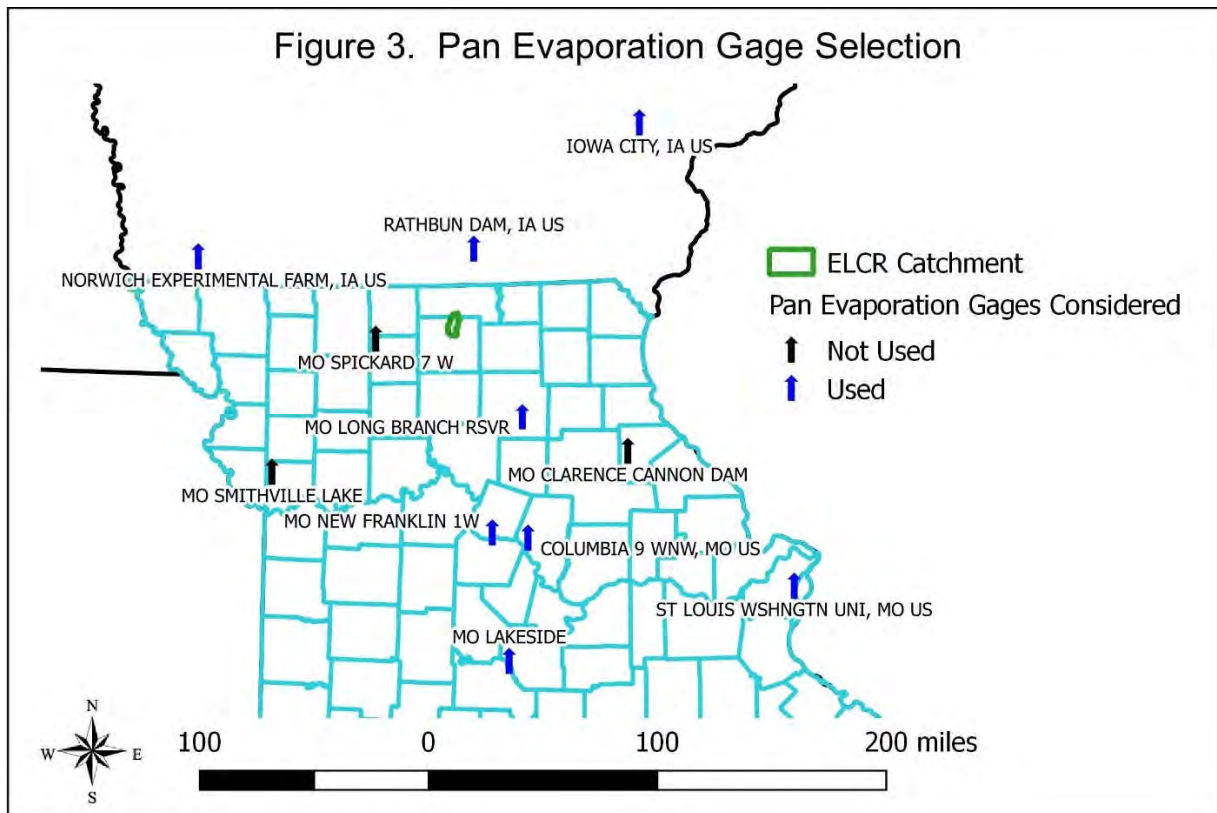 Figure 3. Pan Evaporation Gage Selection
IOWA CITY, IA US
RATHBUN DAM, IA US
NORWICH EXPERIMENTAL FARM, IA US
MO SPICKARD 7 W
MO LONG BRANCH RSVR
MO CLARENCE CANNON DAM
MO SMITHVILLE LAKE
MO NEW FRANKLIN 1W
COLUMBIA 9 WNW, MO US
ST LOUIS WSHNGTN UNI, MO US
MO LAKESIDE
ELCR Catchment
Pan Evaporation Gages Considered
Not Used
Used
N
W E
S
100 0 100 200 miles